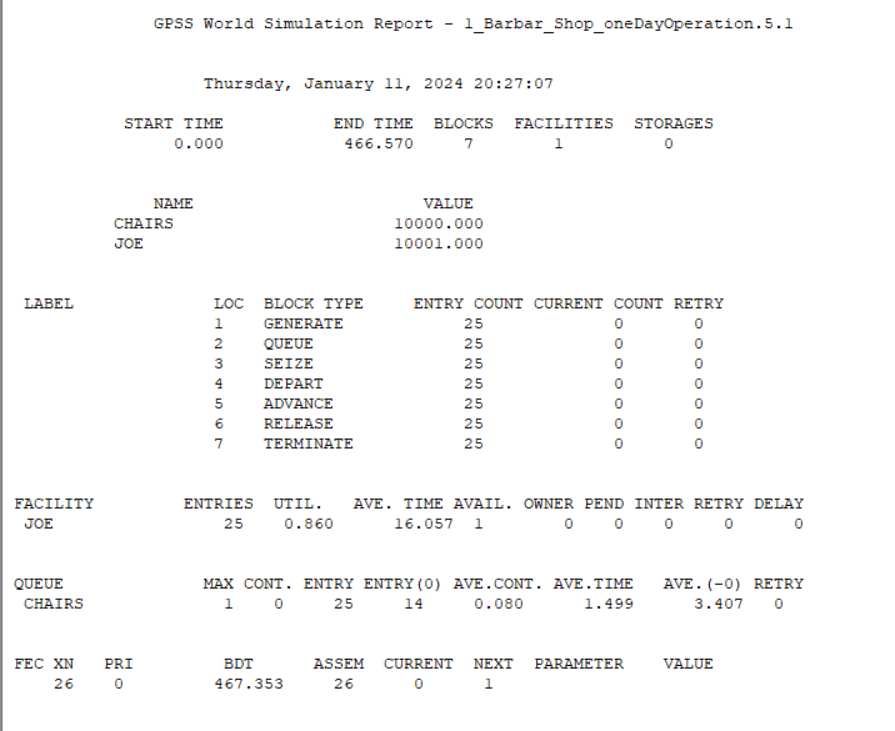 GPSS World Simulation Report - 1_Barbar_Shop_oneDayOperation.5.1
Thursday, January 11, 2024 20:27:07
START TIME END TIME BLOCKS FACILITIES STORAGES
0.000 466.570 7 1 0
NAME VALUE
CHAIRS 10000.000
JOE 10001.000
LABEL LOC BLOCK TYPE ENTRY COUNT CURRENT COUNT RETRY
1 GENERATE 25 0 0
2 QUEUE 25 0 0
3 SEIZE 25 0 0
4 DEPART 25 0 0
5 ADVANCE 25 0 0
6 RELEASE 25 0 0
7 TERMINATE 25 0 0
FACILITY ENTRIES UTIL. AVE. TIME AVAIL. OWNER PEND INTER RETRY DELAY
JOE 25 0.860 16.057 1 0 0 0 0 0
QUEUE MAX CONT. ENTRY ENTRY(0) AVE.CONT. AVE.TIME AVE.(-0) RETRY
CHAIRS 1 0 25 14 0.080 1.499 3.407 0
FEC XN PRI BDT ASSEM CURRENT NEXT PARAMETER VALUE
26 0 467.353 26 0 1